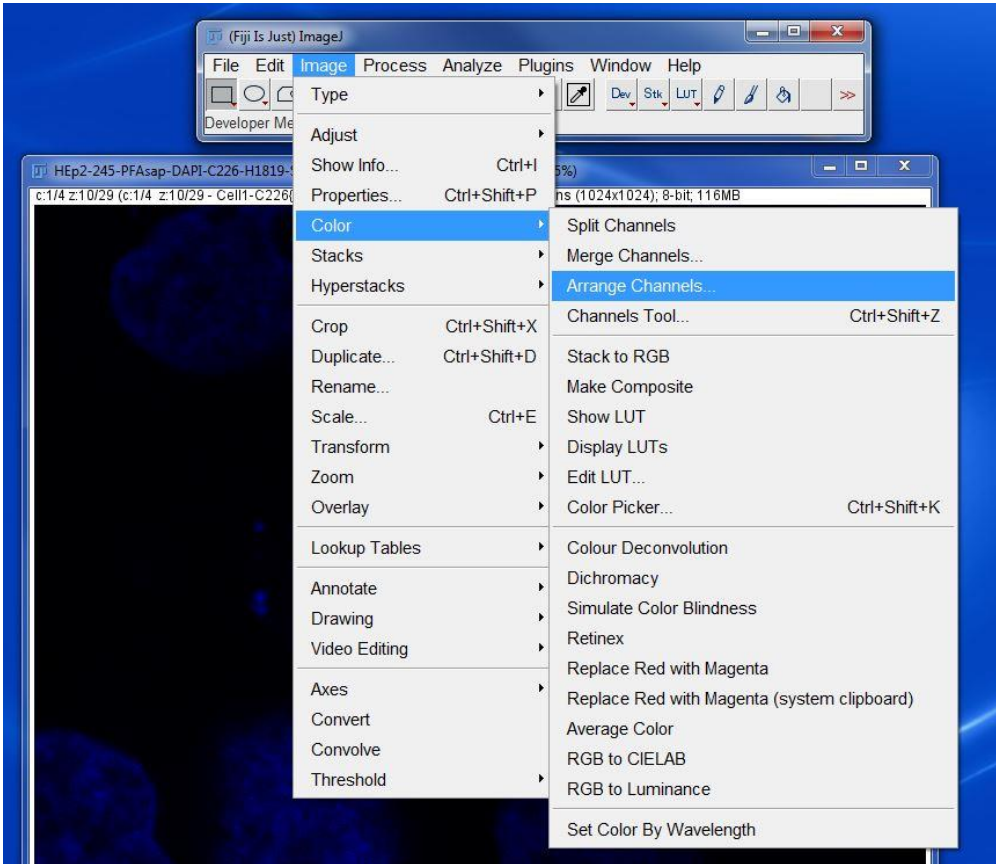 (Fiji Is Just) ImageJ
File Edit Image Process Analyze Plugins Window Help
Dev Stk LUT >>
Developer Me
HEp2-245-PFAsap-DAPI-C226-H1819- 5%)
c:1/4 z:10/29 (c:1/4 z:10/29 - Cell1-C226( ns (1024x1024); 8-bit; 116MB
Type
Adjust
Show Info... Ctrl+I
Properties... Ctrl+Shift+P
Color
Stacks
Hyperstacks
Crop Ctrl+Shift+X
Duplicate... Ctrl+Shift+D
Rename...
Scale... Ctrl+E
Transform
Zoom
Overlay
Lookup Tables
Annotate
Drawing
Video Editing
Axes
Convert
Convolve
Threshold
Split Channels
Merge Channels...
Arrange Channels...
Channels Tool... Ctrl+Shift+Z
Stack to RGB
Make Composite
Show LUT
Display LUTs
Edit LUT...
Color Picker... Ctrl+Shift+K
Colour Deconvolution
Dichromacy
Simulate Color Blindness
Retinex
Replace Red with Magenta
Replace Red with Magenta (system clipboard)
Average Color
RGB to CIELAB
RGB to Luminance
Set Color By Wavelength